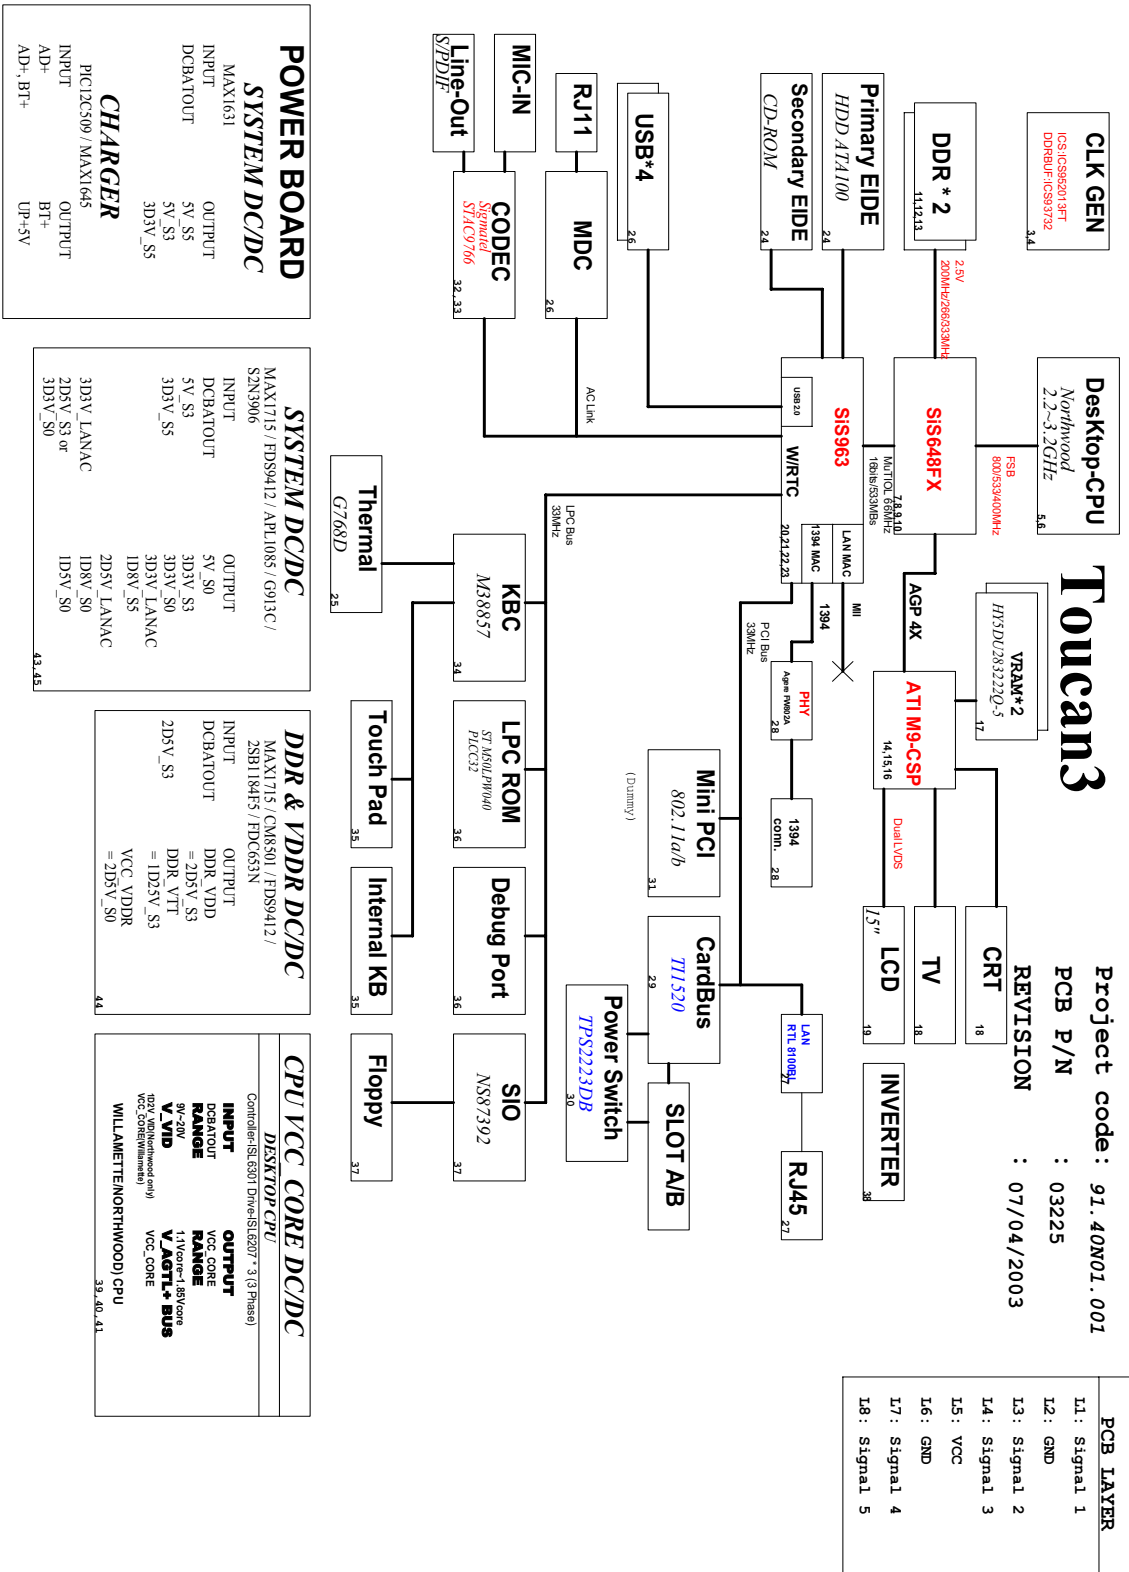 Toucan3
Project code: 91.40N01.001
PCB P/N : 03225
REVISION : 07/04/2003
PCB LAYER
L1: Signal 1
L2: GND
L3: Signal 2
L4: Signal 3
L5: VCC
L6: GND
L7: Signal 4
L8: Signal 5
CLK GEN
ICS:ICS952013FT
DDRBUF:ICS93732
3,4
DesKtop-CPU
Northwood
2.2~3.2GHz
5,6
FSB
800/533/400MHz
DDR * 2
11,12,13
2.5V
200MHz/266/333MHz
SiS648FX
7,8,9,10
AGP 4X
VRAM*2
HY5DU283222Q-5
17
ATI M9-CSP
14,15,16
Dual LVDS
CRT
18
TV
18
LCD
15"
19
INVERTER
38
MuTIOL 66MHz
16bits/533MBs
Primary EIDE
HDD ATA100
24
Secondary EIDE
CD-ROM
24
SiS963
USB 2.0
W/RTC
20,21,22,23
LAN MAC
1394 MAC
MII
1394
PHY
Agere FW802A
28
1394
conn.
28
PCI Bus
33MHz
LAN
RTL 8100BL
27
RJ45
27
USB*4
26
Mini PCI
802.11a/b
31
(Dummy)
CardBus
TI1520
29
SLOT A/B
Power Switch
TPS2223DB
30
RJ11
MDC
26
AC Link
MIC-IN
Line-Out
S/PDIF
CODEC
Sigmatel
STAC9766
32,33
LPC Bus
33MHz
KBC
M38857
34
LPC ROM
ST M50LPW040
PLCC32
36
Debug Port
36
SIO
NS87392
37
Thermal
G768D
25
Touch Pad
35
Internal KB
35
Floppy
37
POWER BOARD
SYSTEM DC/DC
MAX1631
INPUT OUTPUT
DCBATOUT 5V_S5
5V_S3
3D3V_S5
CHARGER
PIC12C509 / MAX1645
INPUT OUTPUT
AD+ BT+
AD+, BT+ UP+5V
SYSTEM DC/DC
MAX1715 / FDS9412 / APL1085 / G913C /
S2N3906
INPUT OUTPUT
DCBATOUT 5V_S0
5V_S3 3D3V_S3
3D3V_S5 3D3V_S0
3D3V_LANAC
1D8V_S5
3D3V_LANAC 2D5V_LANAC
2D5V_S3 or 1D8V_S0
3D3V_S0 1D5V_S0
43,45
DDR & VDDR DC/DC
MAX1715 / CM8501 / FDS9412 /
2SB1184F5 / FDC653N
INPUT OUTPUT
DCBATOUT DDR_VDD
= 2D5V_S3
2D5V_S3 DDR_VTT
= 1D25V_S3
VCC_VDDR
= 2D5V_S0
44
CPU VCC_CORE DC/DC
DESKTOP CPU
Controller-ISL6301 Drive-ISL6207 * 3 (3 Phase)
INPUT OUTPUT
DCBATOUT VCC_CORE
RANGE RANGE
9V~20V 1.1Vcore~1.85Vcore
V_VID V_AGTL+ BUS
1D2V_VID(Northwood only) VCC_CORE
VCC_CORE(Willamette)
WILLAMETTE/NORTHWOOD) CPU
39,40,41